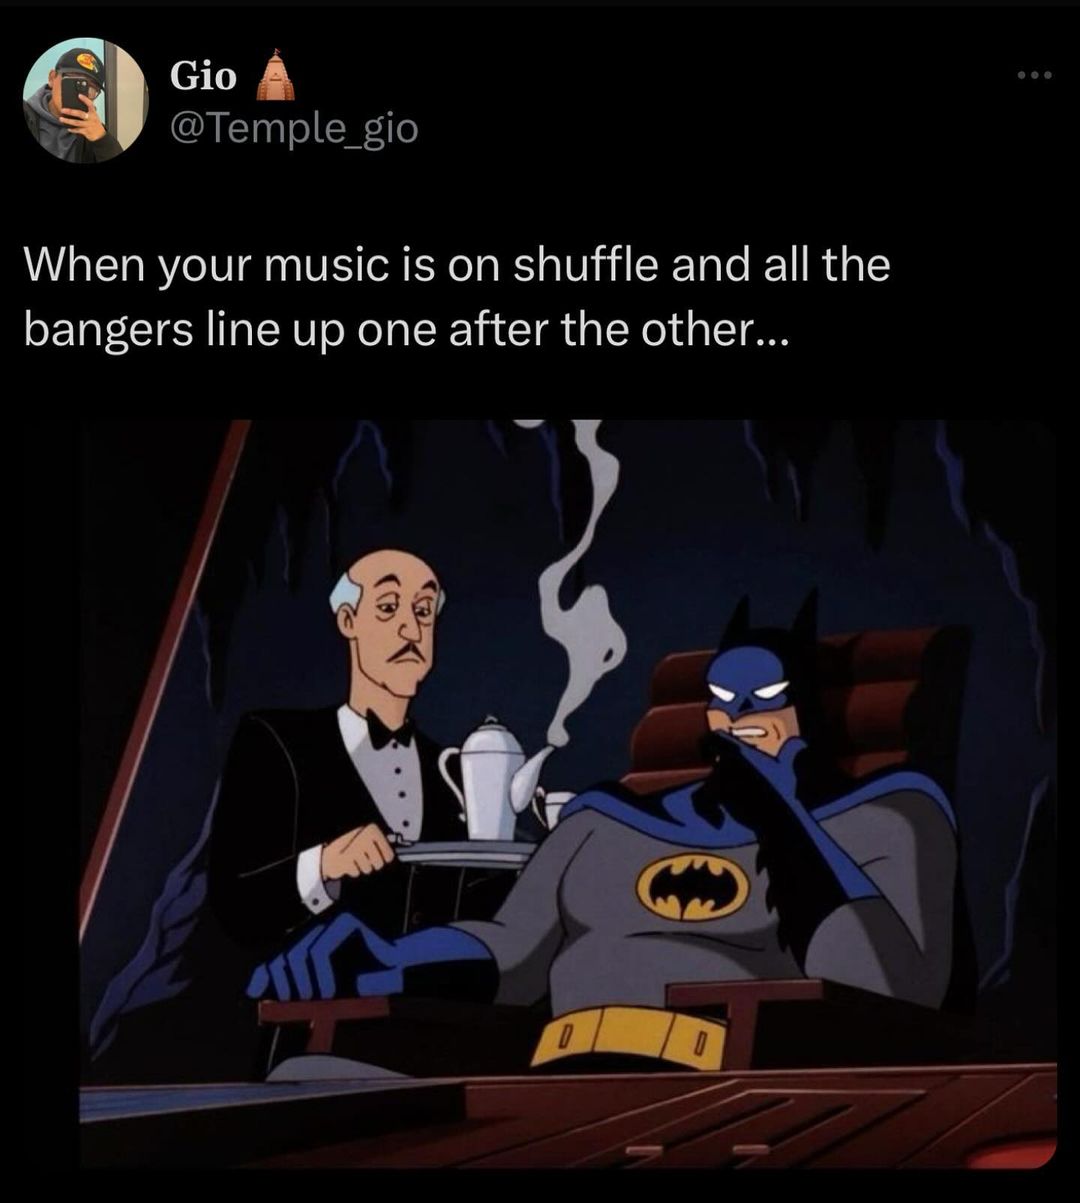 Gio
@Temple_gio
When your music is on shuffle and all the
bangers line up one after the other...